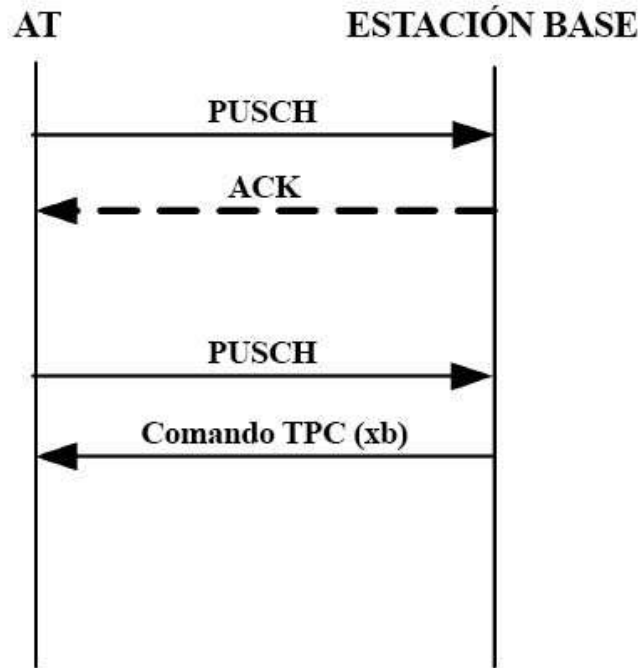 AT ESTACIÓN BASE
PUSCH
ACK
PUSCH
Comando TPC (xb)